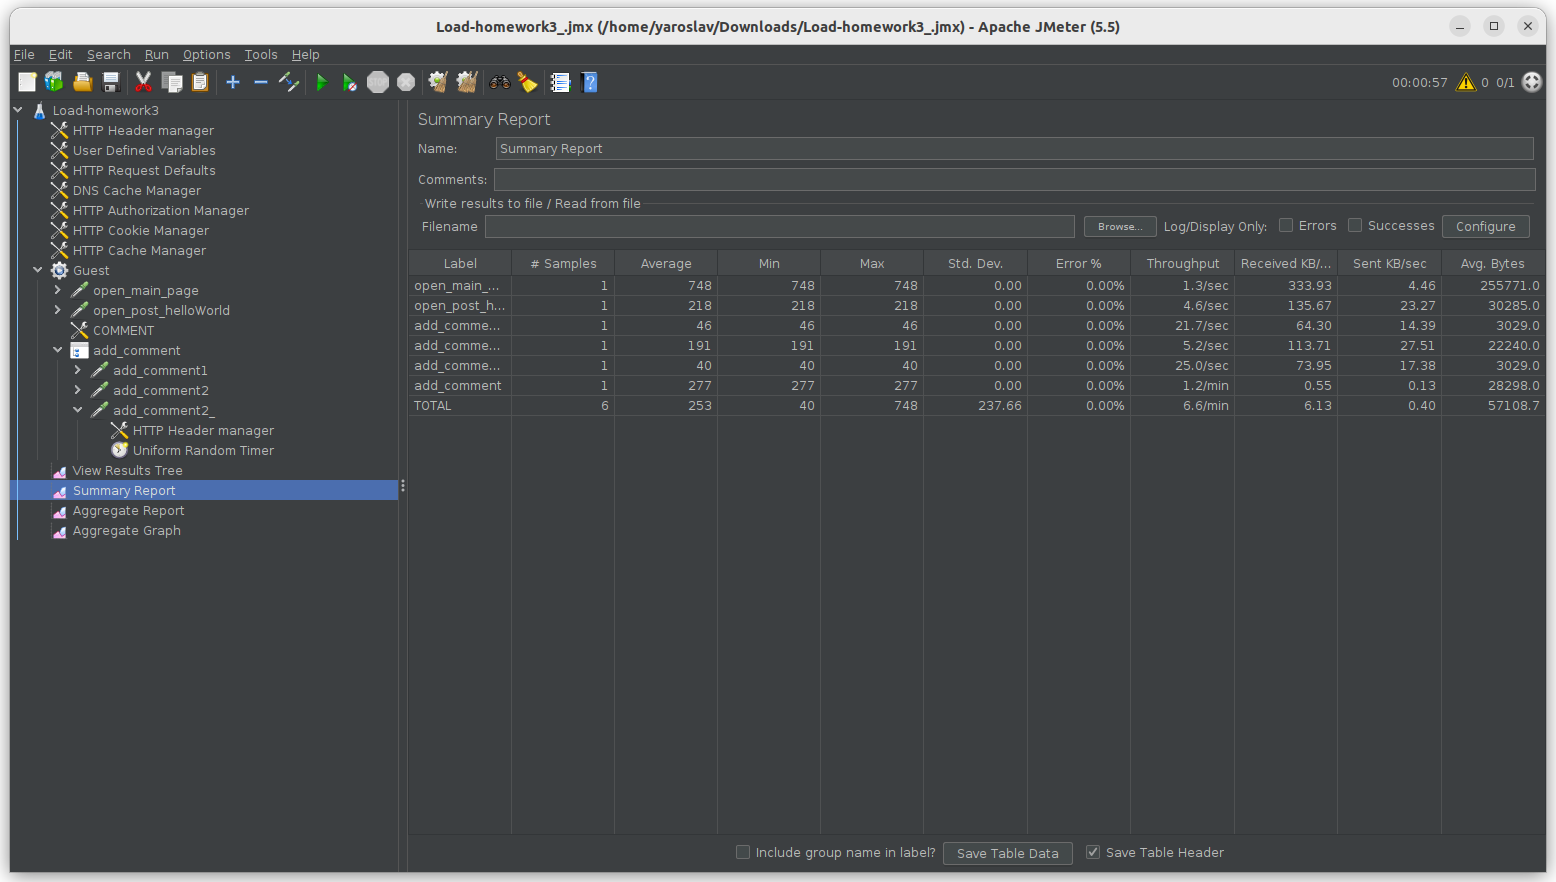 Load-homework3_.jmx (/home/yaroslav/Downloads/Load-homework3_.jmx) - Apache JMeter (5.5)
File Edit Search Run Options Tools Help
00:00:57 0 0/1
Load-homework3
HTTP Header manager
User Defined Variables
HTTP Request Defaults
DNS Cache Manager
HTTP Authorization Manager
HTTP Cookie Manager
HTTP Cache Manager
Guest
open_main_page
open_post_helloWorld
COMMENT
add_comment
add_comment1
add_comment2
add_comment2_
HTTP Header manager
Uniform Random Timer
View Results Tree
Summary Report
Aggregate Report
Aggregate Graph
Summary Report
Name: Summary Report
Comments:
Write results to file / Read from file
Filename Browse... Log/Display Only: Errors Successes Configure
Label # Samples Average Min Max Std. Dev. Error % Throughput Received KB/... Sent KB/sec Avg. Bytes
open_main_... 1 748 748 748 0.00 0.00% 1.3/sec 333.93 4.46 255771.0
open_post_h... 1 218 218 218 0.00 0.00% 4.6/sec 135.67 23.27 30285.0
add_comme... 1 46 46 46 0.00 0.00% 21.7/sec 64.30 14.39 3029.0
add_comme... 1 191 191 191 0.00 0.00% 5.2/sec 113.71 27.51 22240.0
add_comme... 1 40 40 40 0.00 0.00% 25.0/sec 73.95 17.38 3029.0
add_comment 1 277 277 277 0.00 0.00% 1.2/min 0.55 0.13 28298.0
TOTAL 6 253 40 748 237.66 0.00% 6.6/min 6.13 0.40 57108.7
Include group name in label? Save Table Data Save Table Header